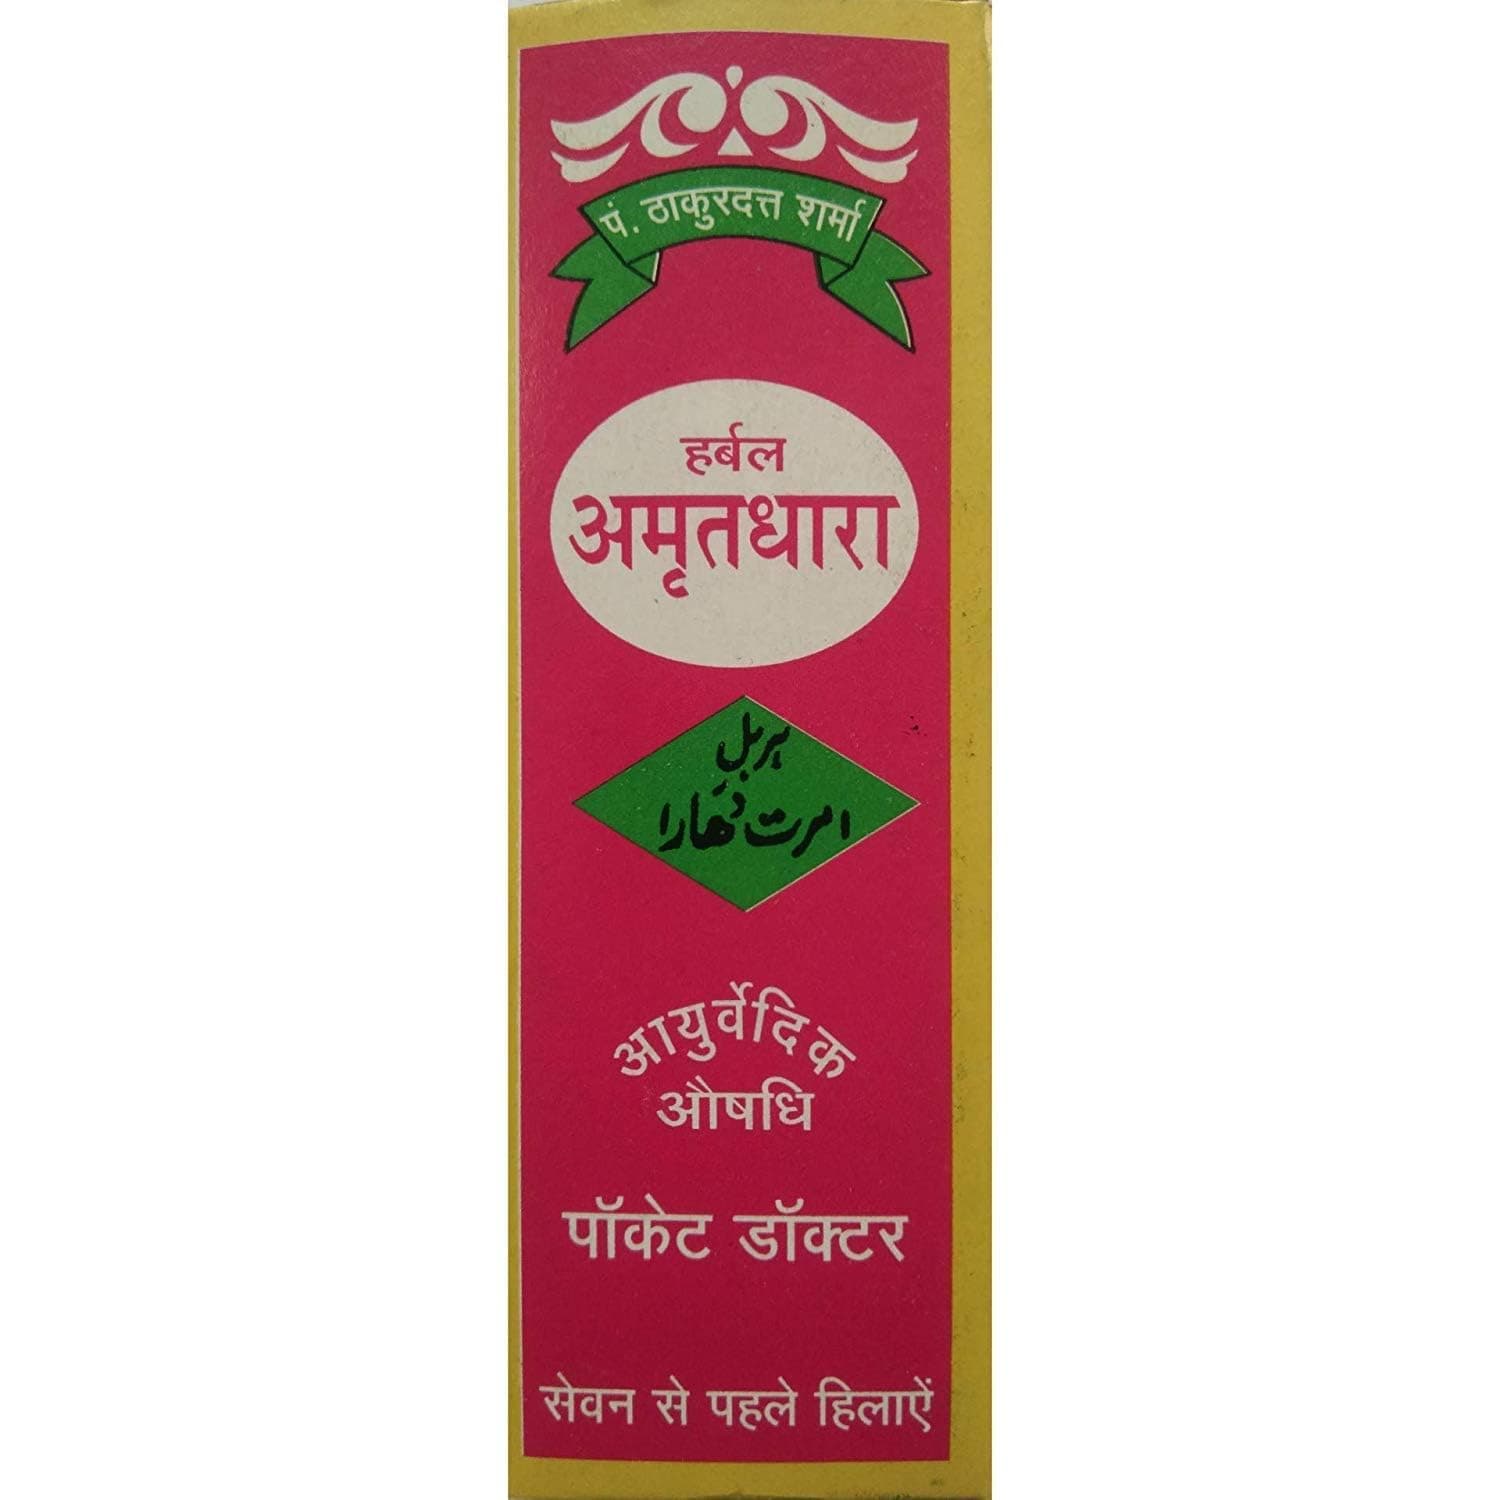 पं. ठाकुरदत्त शर्मा
हर्बल
अमृतधारा
ہربل
امرت دھارا
आयुर्वेदिक
औषधि
पॉकेट डॉक्टर
सेवन से पहले हिलाऐं